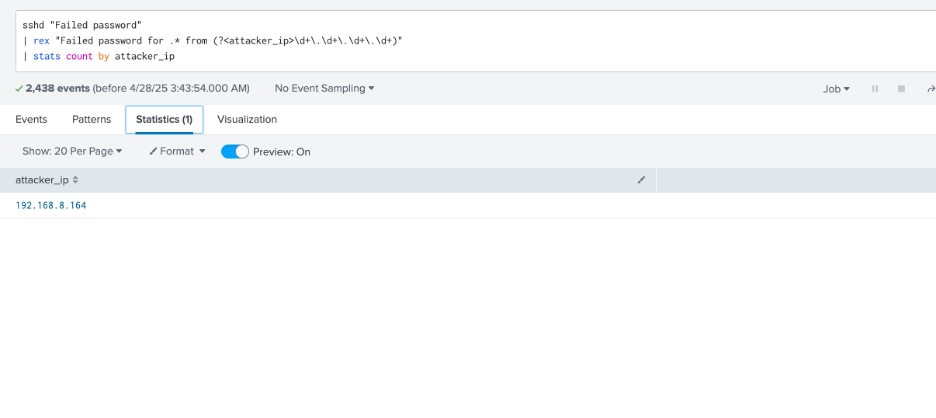 sshd "Failed password"
| rex "Failed password for .* from (?<attacker_ip>\d+\.\d+\.\d+\.\d+)"
| stats count by attacker_ip
2,438 events (before 4/28/25 3:43:54.000 AM) No Event Sampling Job
Events Patterns Statistics (1) Visualization
Show: 20 Per Page Format Preview: On
attacker_ip
192.168.8.164